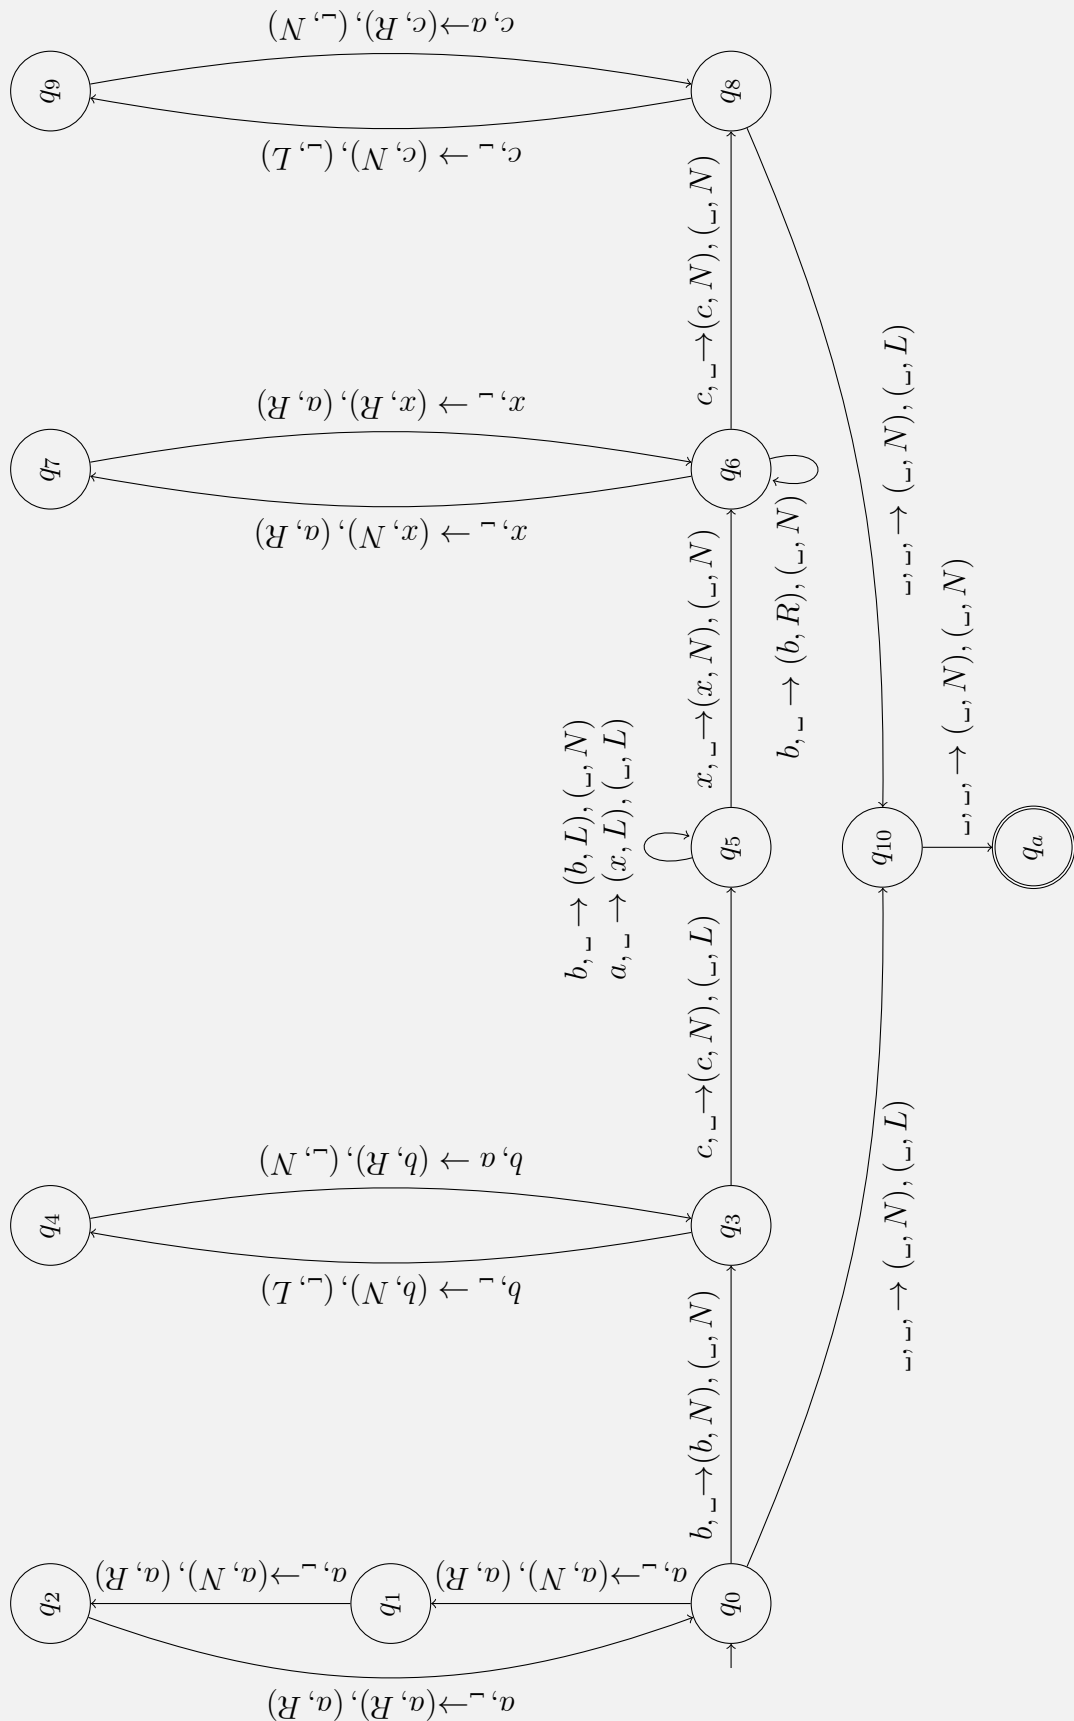 q₂
q₄
q₇
q₉
a,␣→(a,R),(a,R)
a,␣→(a,N),(a,R)
b,␣ → (b,N),(␣,L)
b,a → (b,R),(␣,N)
x,␣ → (x,N),(a,R)
x,␣ → (x,R),(a,R)
c,␣ → (c,N),(␣,L)
c,a→(c,R),(␣,N)
q₁
a,␣→(a,N),(a,R)
b,␣ → (b,L),(␣,N)
a,␣ → (x,L),(␣,L)
q₀
b,␣→(b,N),(␣,N)
q₃
c,␣→(c,N),(␣,L)
q₅
x,␣→(x,N),(␣,N)
q₆
c,␣→(c,N),(␣,N)
q₈
b,␣ → (b,R),(␣,N)
␣,␣,→ (␣,N),(␣,L)
q₁₀
␣,␣,→ (␣,N),(␣,L)
␣,␣,→ (␣,N),(␣,N)
qₐ